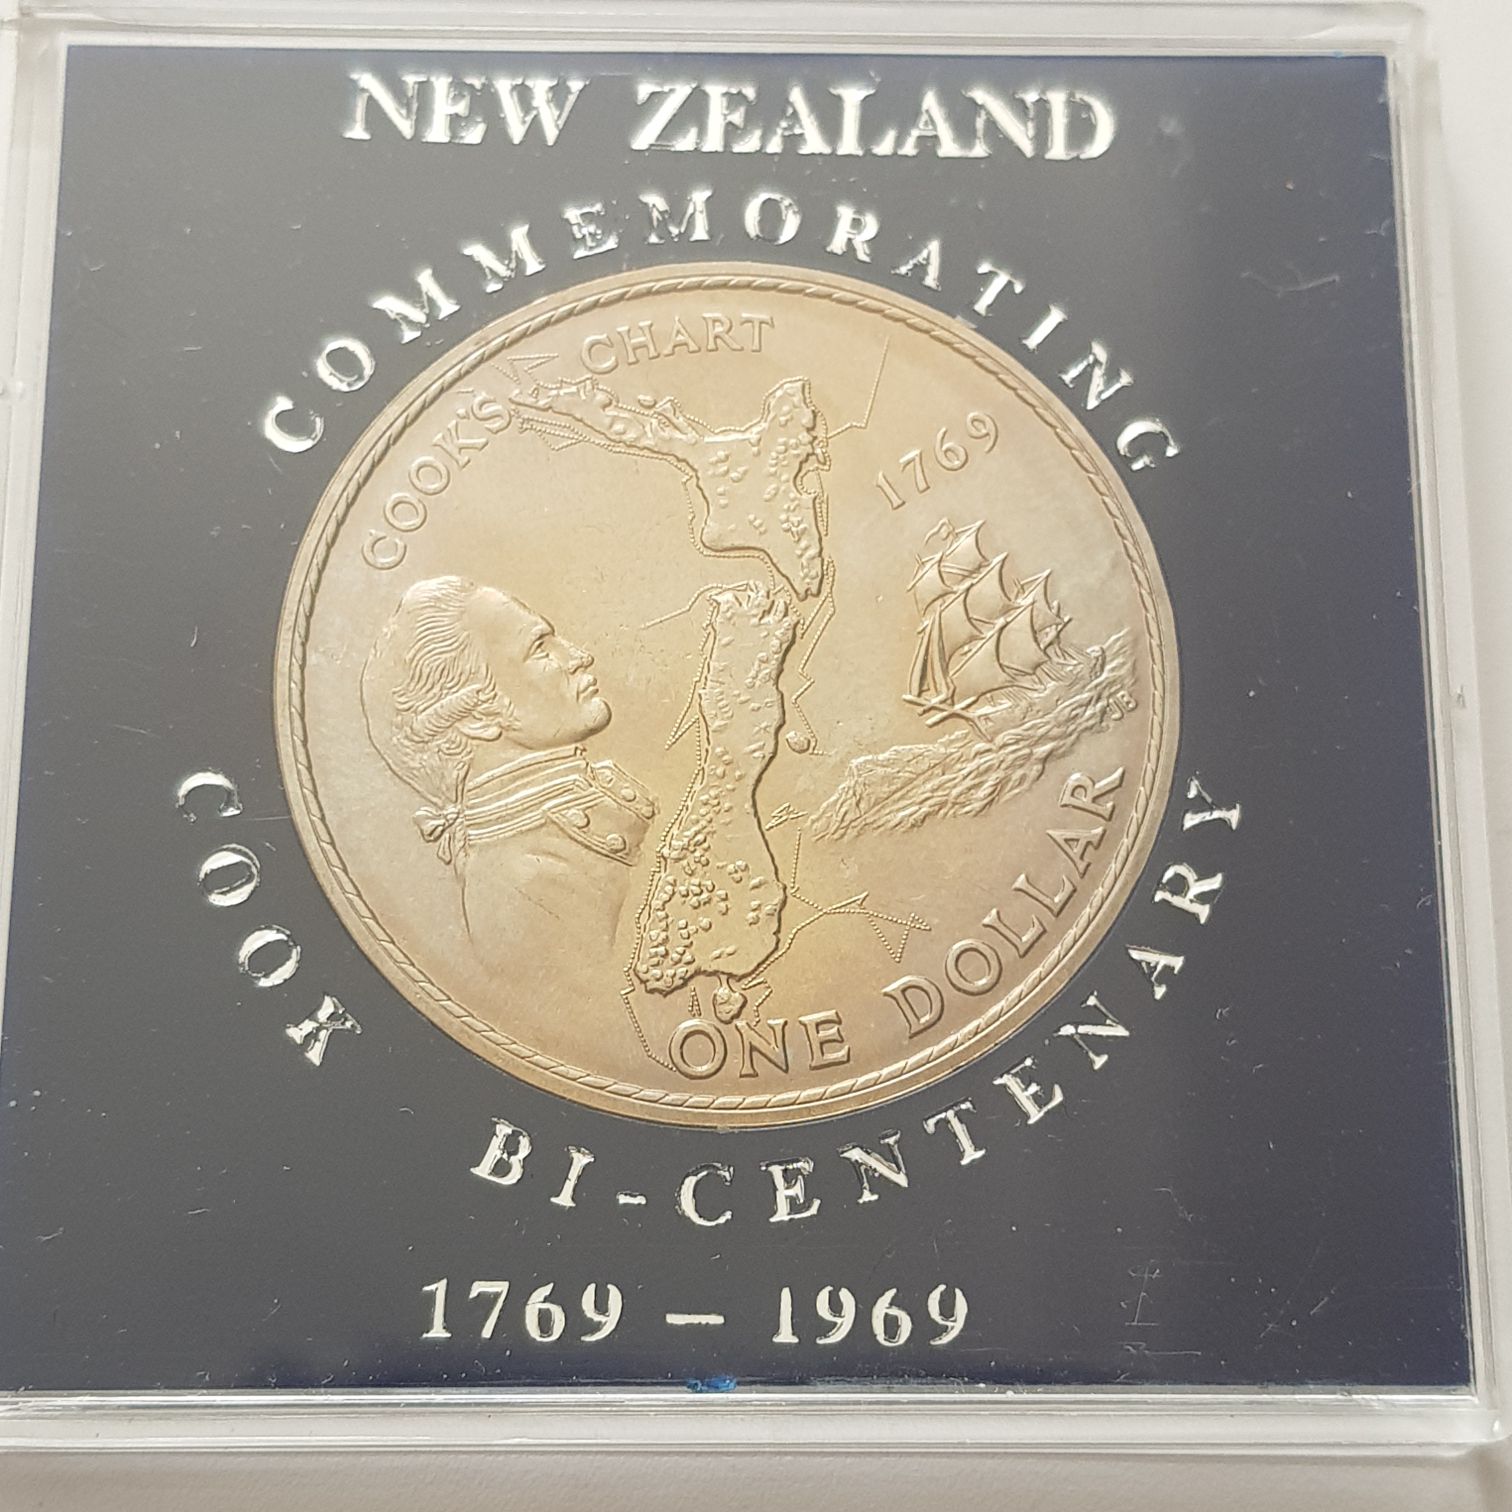 NEW ZEALAND
COMMEMORATING
COOK'S CHART
1769
JB
ONE DOLLAR
COOK BI-CENTENARY
1769 - 1969